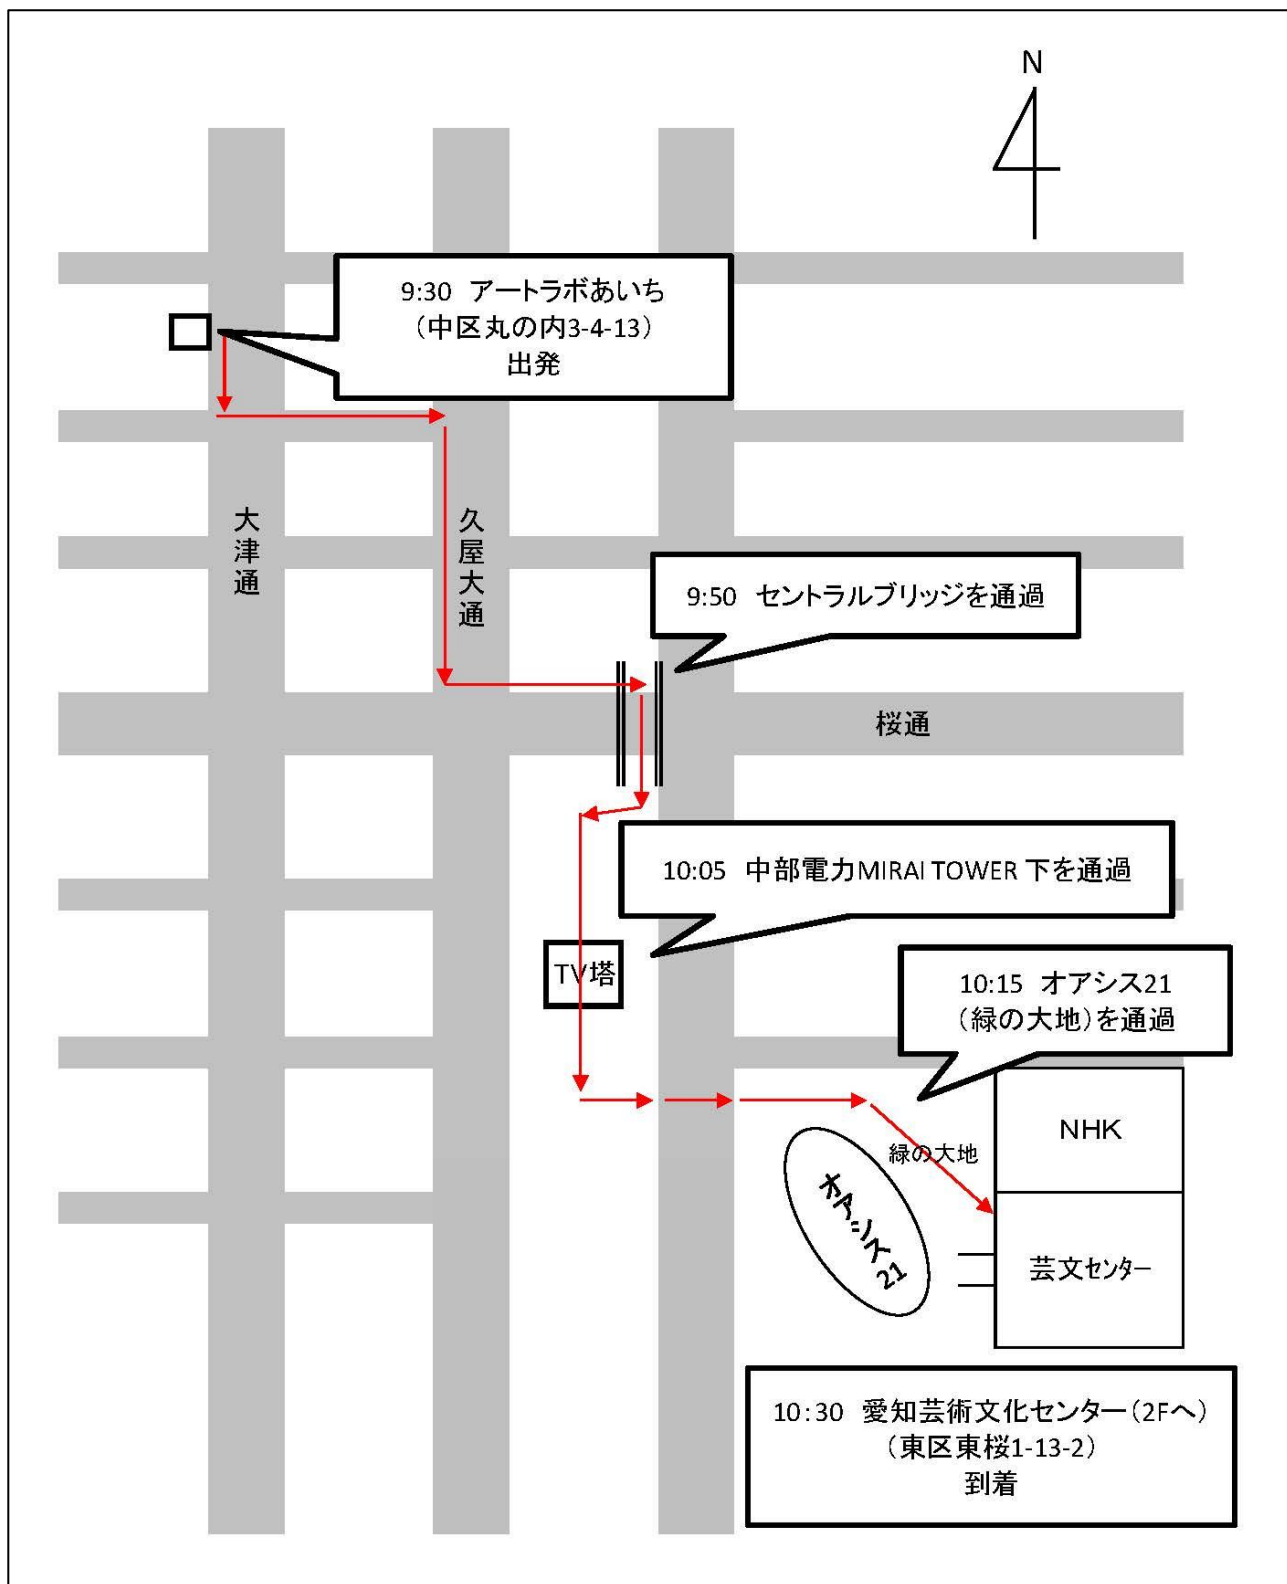 N
9:30 アートラボあいち
（中区丸の内3-4-13）
出発
大津通
久屋大通
9:50 セントラルブリッジを通過
桜通
10:05 中部電力MIRAI TOWER 下を通過
TV塔
10:15 オアシス21
（緑の大地）を通過
NHK
緑の大地
オアシス21
芸文センター
10:30 愛知芸術文化センター（2Fへ）
（東区東桜1-13-2）
到着